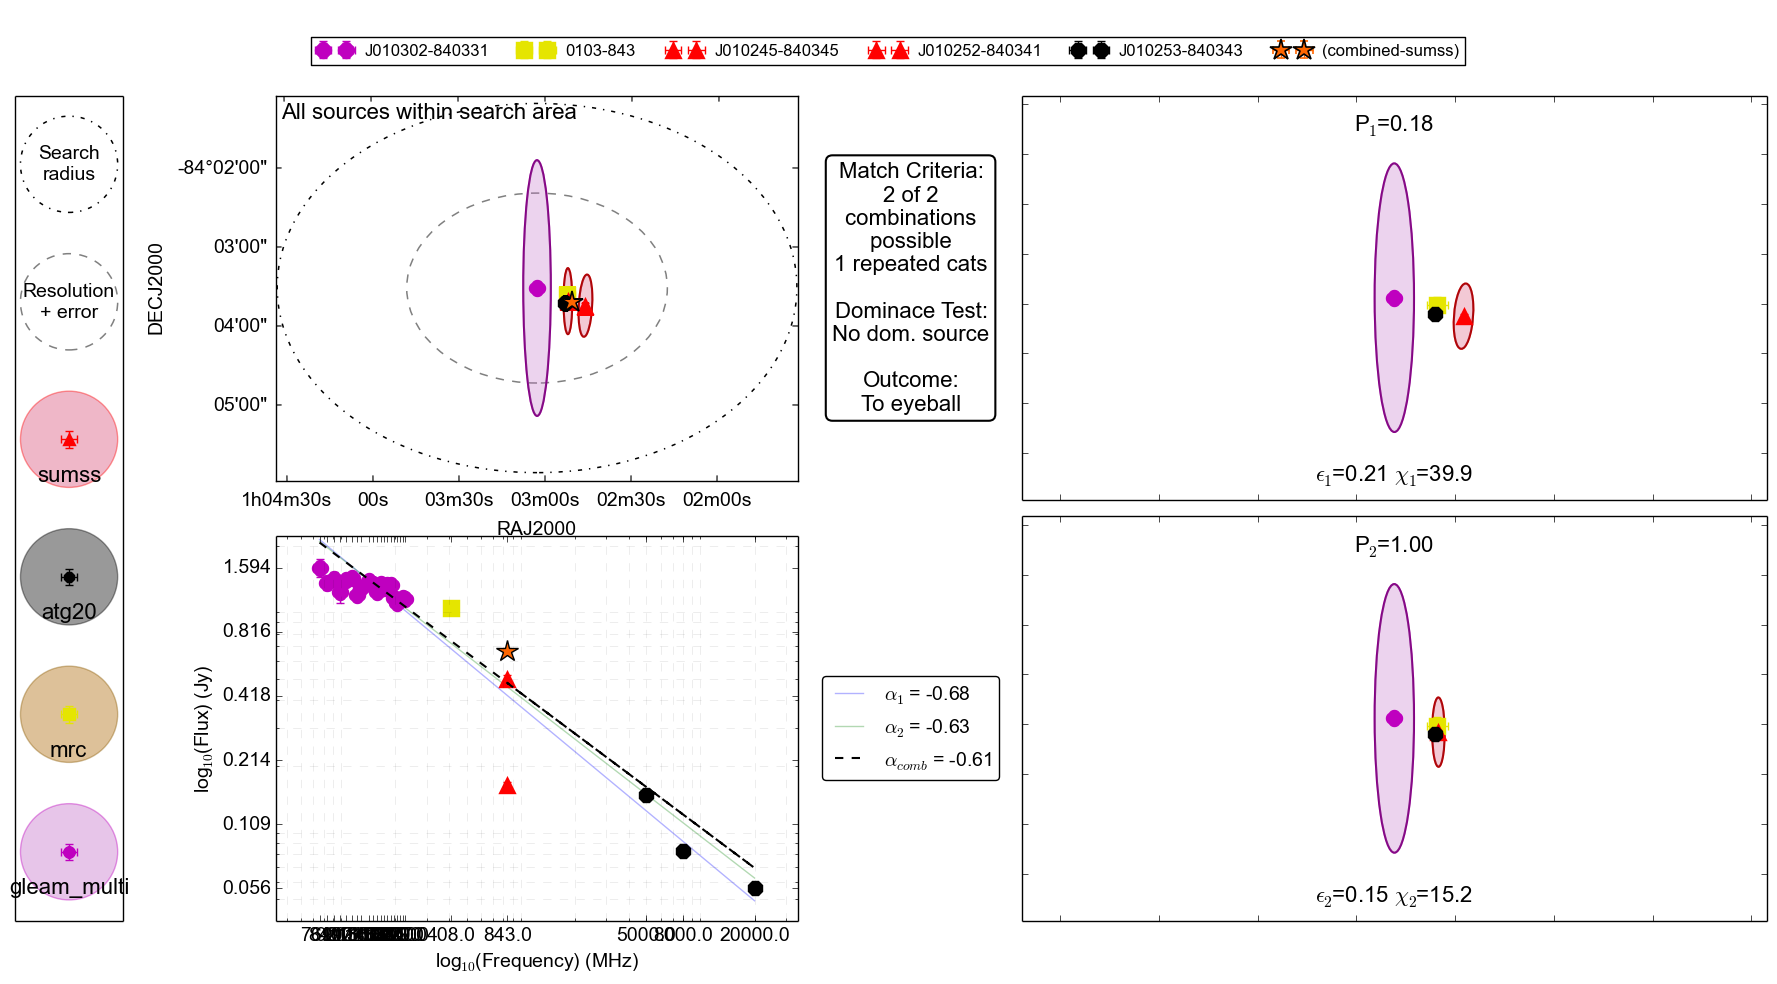 J010302-840331 0103-843 J010245-840345 J010252-840341 J010253-840343 (combined-sumss)
Search
radius
Resolution
+ error
sumss
atg20
mrc
gleam_multi
All sources within search area
DECJ2000
-84°02'00"
03'00"
04'00"
05'00"
1h04m30s 00s 03m30s 03m00s 02m30s 02m00s
RAJ2000
Match Criteria:
2 of 2
combinations
possible
1 repeated cats
Dominace Test:
No dom. source
Outcome:
To eyeball
P1=0.18
ϵ1=0.21 χ1=39.9
P2=1.00
ϵ2=0.15 χ2=15.2
log10(Flux) (Jy)
1.594
0.816
0.418
0.214
0.109
0.056
408.0 843.0 5000.0 8000.0 20000.0
log10(Frequency) (MHz)
α1 = -0.68
α2 = -0.63
αcomb = -0.61